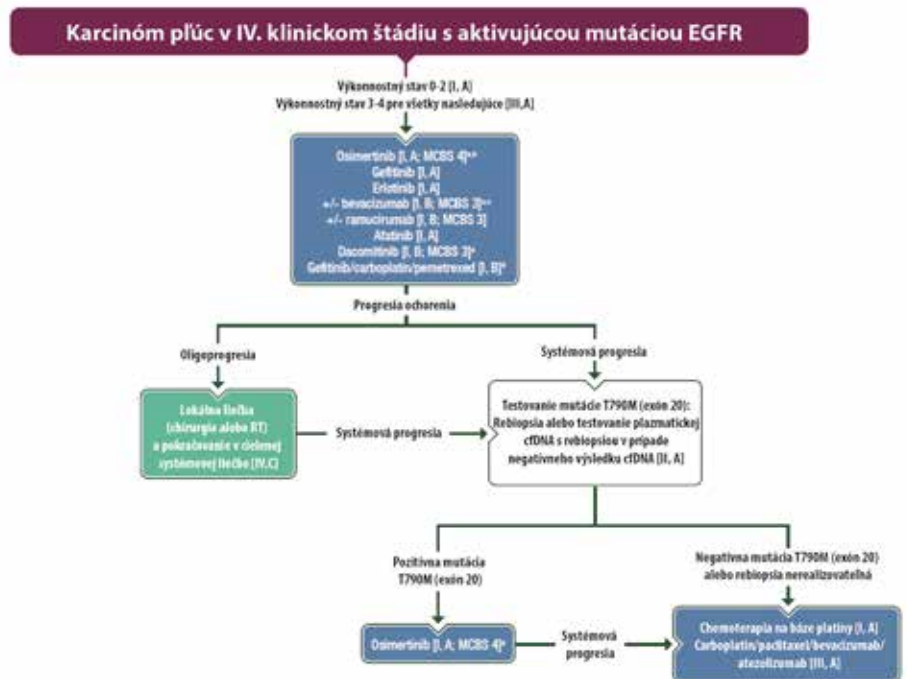 Karcinóm pľúc v IV. klinickom štádiu s aktivujúcou mutáciou EGFR
Výkonnostný stav 0-2 [I, A]
Výkonnostný stav 3-4 pre všetky nasledujúce [III,A]
Osimertinib [I, A; MCBS 4]**
Gefitinib [I, A]
Erlotinib [I, A]
+/- bevacizumab [I, B; MCBS 3]**
+/- ramucirumab [I, B; MCBS 3]
Afatinib [I, A]
Dacomitinib [I, B; MCBS 3]*
Gefitinib/carboplatin/pemetrexed [I, B]*
Progresia ochorenia
Oligoprogresia
Systémová progresia
Lokálna liečba
(chirurgia alebo RT)
a pokračovanie v cielenej
systémovej liečbe [IV,C]
Systémová progresia
Testovanie mutácie T790M (exón 20):
Rebiopsia alebo testovanie plazmatickej
cfDNA s rebiopsiou v prípade
negatívneho výsledku cfDNA [II, A]
Pozitívna mutácia
T790M (exón 20)
Negatívna mutácia T790M (exón 20)
alebo rebiopsia nerealizovateľná
Osimertinib [I, A; MCBS 4]*
Systémová
progresia
Chemoterapia na báze platiny [I, A]
Carboplatin/paclitaxel/bevacizumab/
atezolizumab [III, A]